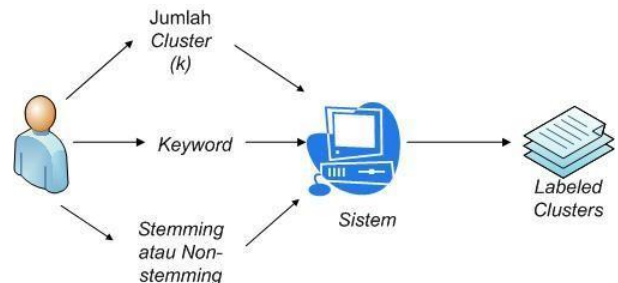 Jumlah
Cluster
(k)
Keyword
Stemming
atau Non-
stemming
Sistem
Labeled
Clusters